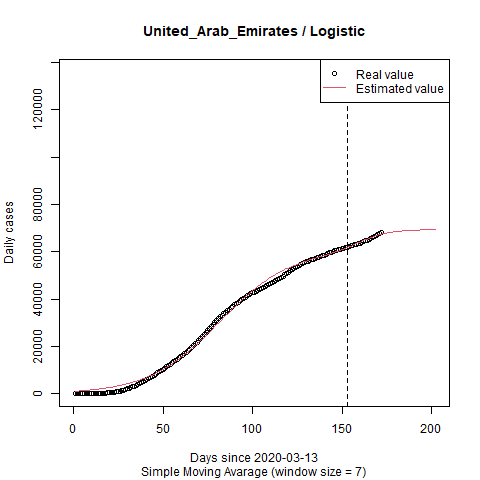 United_Arab_Emirates / Logistic
Real value
Estimated value
Daily cases
0
20000
40000
60000
80000
120000
0
50
100
150
200
Days since 2020-03-13
Simple Moving Avarage (window size = 7)